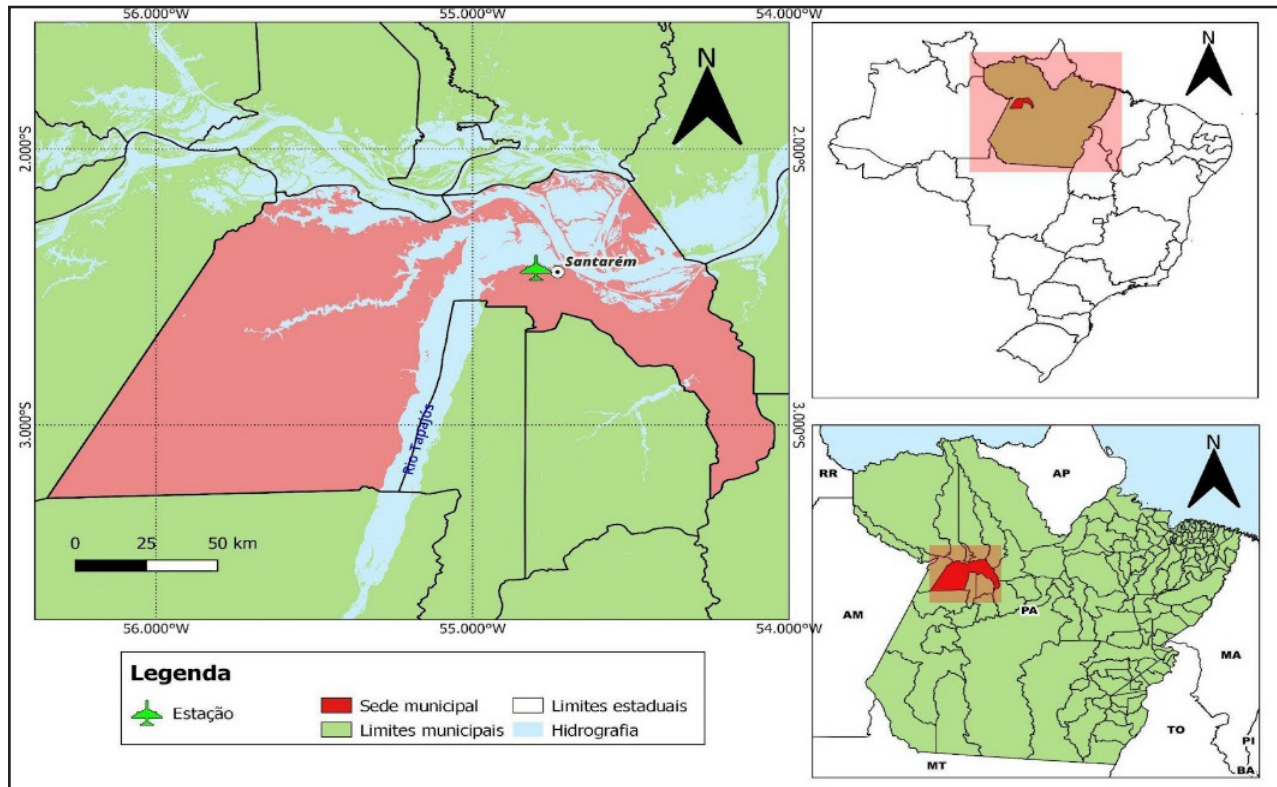 56.000°W
55.000°W
54.000°W
N
2.000°S
2.000°S
Santarém
3.000°S
3.000°S
Rio Tapajós
0 25 50 km
56.000°W
55.000°W
54.000°W
Legenda
Estação
Sede municipal
Limites municipais
Limites estaduais
Hidrografia
N
N
RR
AP
AM
PA
MA
TO
PI
BA
MT